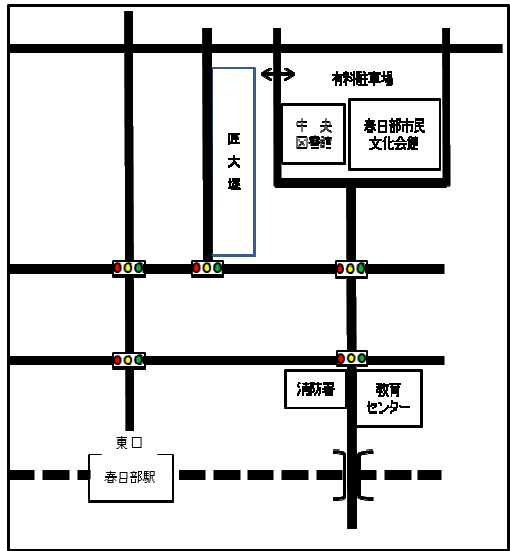 有料駐車場
中 央
図書館
春日部市民
文化会館
匠大塚
消防署
教育
センター
東口
春日部駅